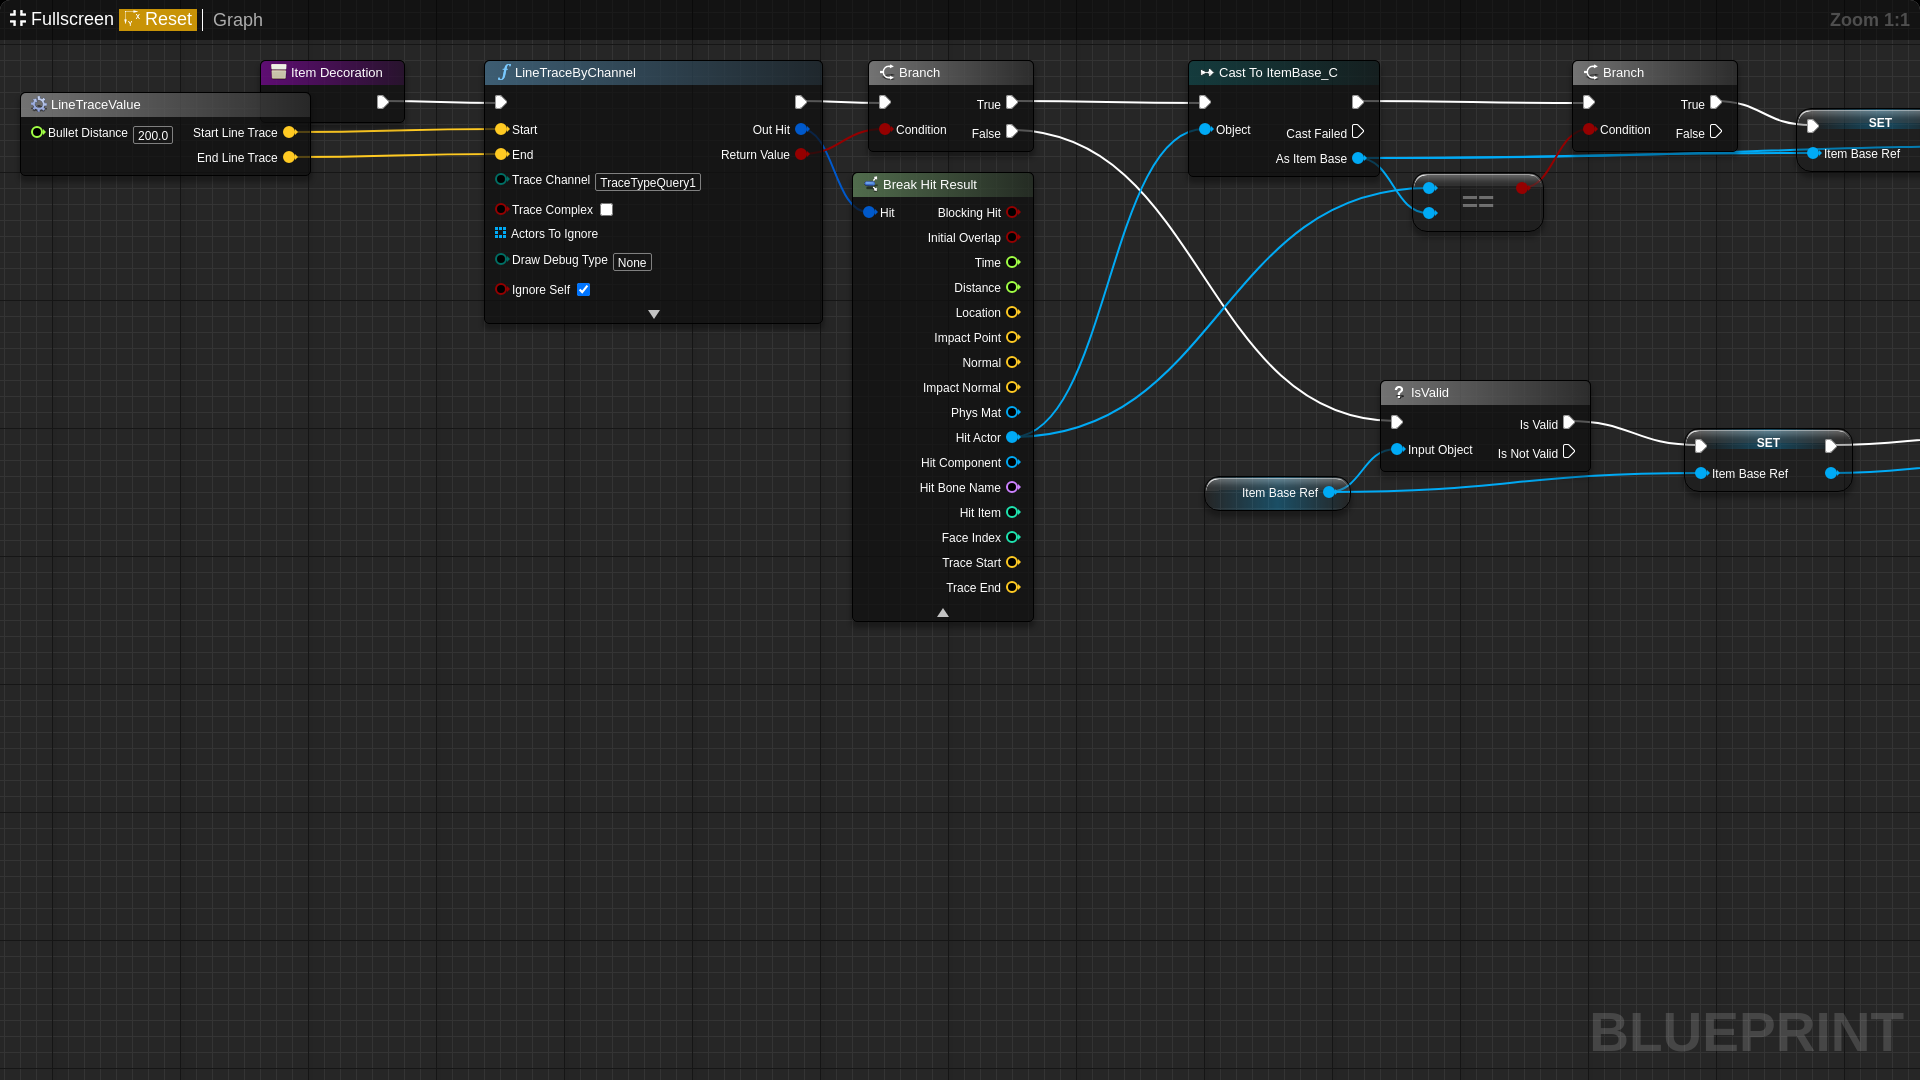 Fullscreen Reset Graph Zoom 1:1
Item Decoration
LineTraceValue
Bullet Distance 200.0 Start Line Trace
End Line Trace
LineTraceByChannel
Start Out Hit
End Return Value
Trace Channel TraceTypeQuery1
Trace Complex
Actors To Ignore
Draw Debug Type None
Ignore Self
Branch
True
Condition False
Break Hit Result
Hit Blocking Hit
Initial Overlap
Time
Distance
Location
Impact Point
Normal
Impact Normal
Phys Mat
Hit Actor
Hit Component
Hit Bone Name
Hit Item
Face Index
Trace Start
Trace End
Cast To ItemBase_C
Object Cast Failed
As Item Base
==
Branch
True
Condition False
SET
Item Base Ref
? IsValid
Is Valid
Input Object Is Not Valid
Item Base Ref
SET
Item Base Ref
BLUEPRINT